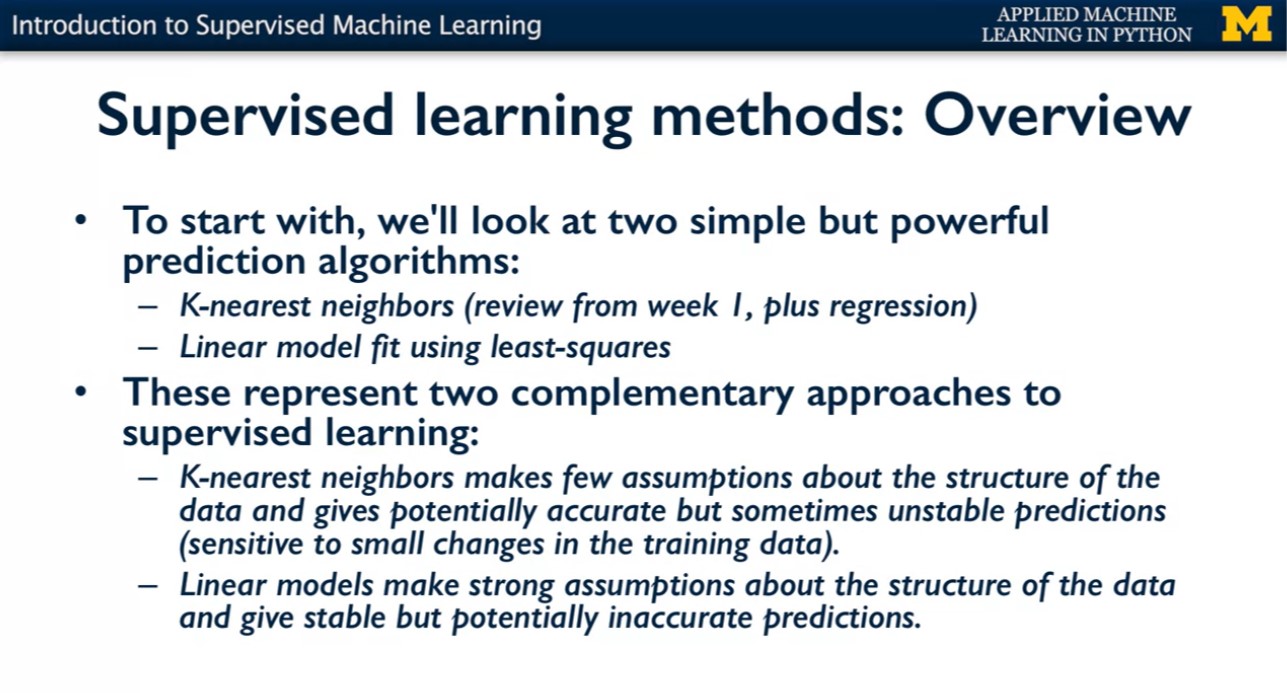 Introduction to Supervised Machine Learning
APPLIED MACHINE
LEARNING IN PYTHON
M
Supervised learning methods: Overview
• To start with, we'll look at two simple but powerful
prediction algorithms:
– K-nearest neighbors (review from week 1, plus regression)
– Linear model fit using least-squares
• These represent two complementary approaches to
supervised learning:
– K-nearest neighbors makes few assumptions about the structure of the
data and gives potentially accurate but sometimes unstable predictions
(sensitive to small changes in the training data).
– Linear models make strong assumptions about the structure of the data
and give stable but potentially inaccurate predictions.